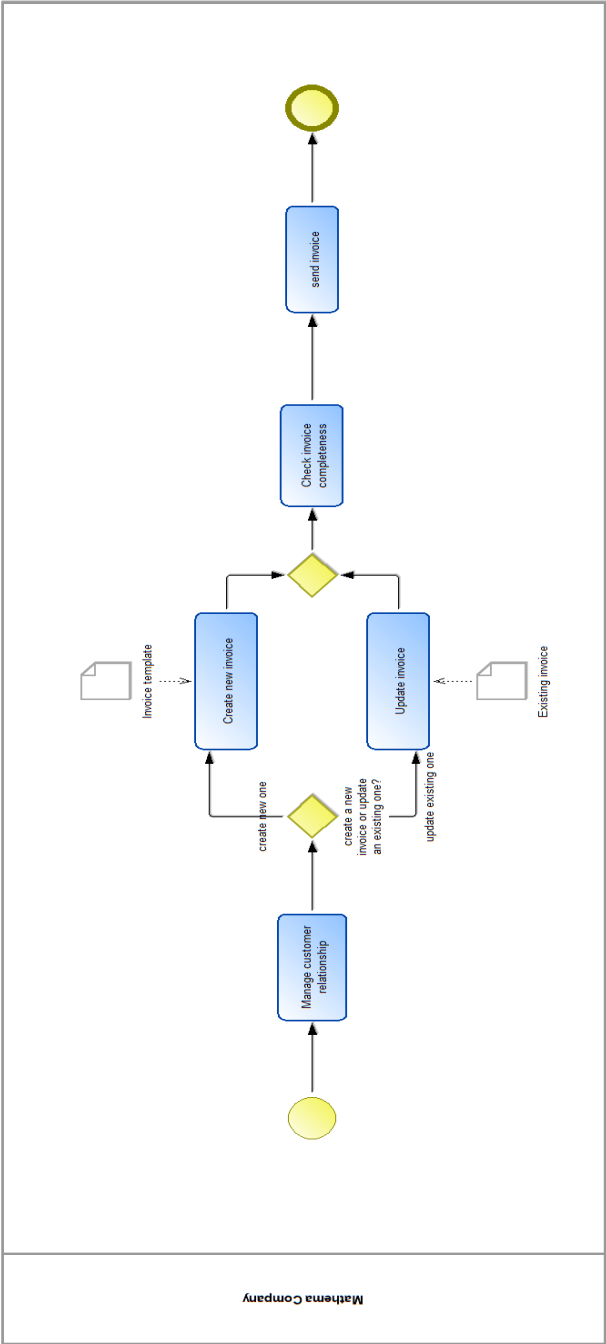 Mathema Company
Manage customer
relationship
create a new
invoice or update
an existing one?
create new one
update existing one
Create new invoice
Invoice template
Update invoice
Existing invoice
Check invoice
completeness
send invoice